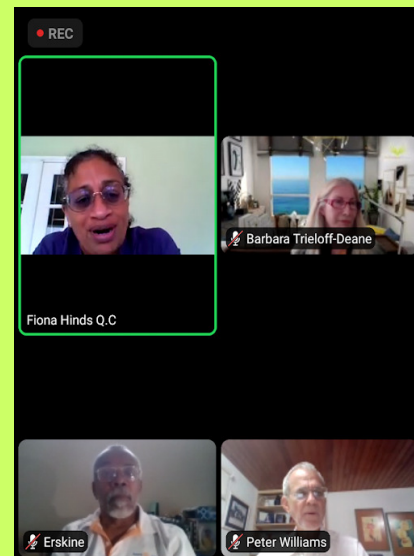 REC
Fiona Hinds Q.C
Barbara Trieloff-Deane
Erskine
Peter Williams